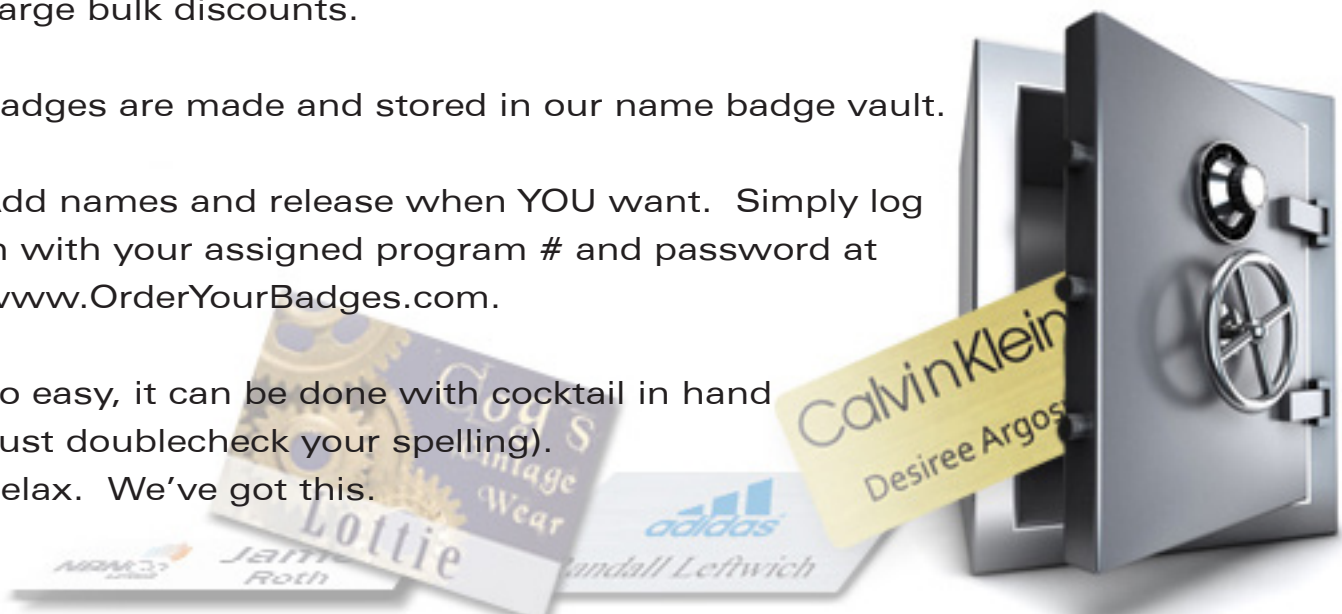 arge bulk discounts.
adges are made and stored in our name badge vault.
dd names and release when YOU want.  Simply log
n with your assigned program # and password at
www.OrderYourBadges.com.
o easy, it can be done with cocktail in hand
ust doublecheck your spelling).
elax.  We've got this.
CalvinKlein
Desiree Argos
Cog's
Vintage
Wear
Lottie
adidas
andall Leftwich
Jam
Roth